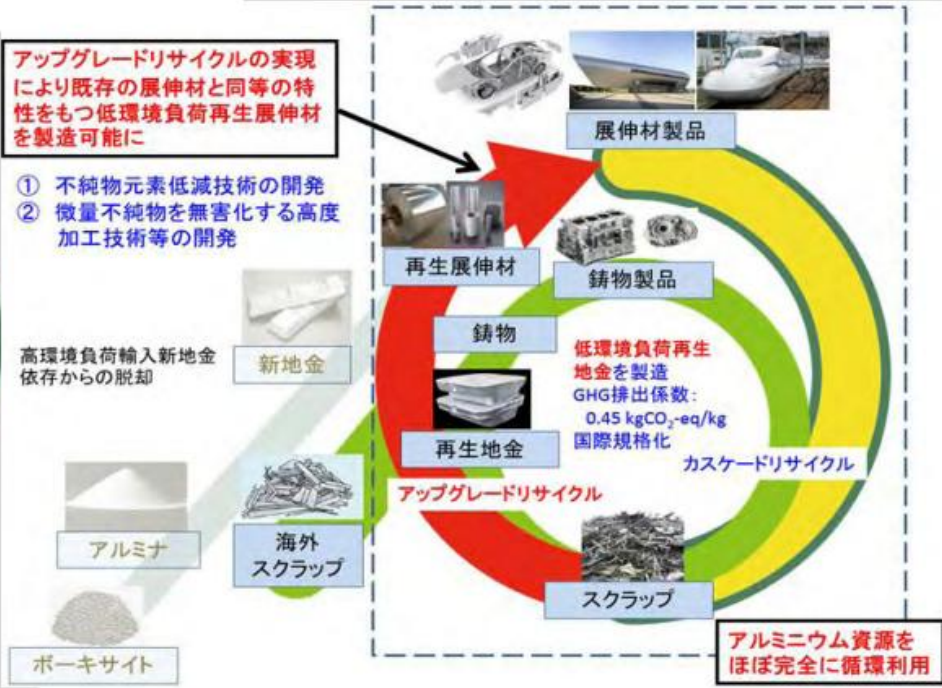 アップグレードリサイクルの実現
により既存の展伸材と同等の特
性をもつ低環境負荷再生展伸材
を製造可能に
① 不純物元素低減技術の開発
② 微量不純物を無害化する高度
加工技術等の開発
展伸材製品
再生展伸材
鋳物製品
鋳物
新地金
高環境負荷輸入新地金
依存からの脱却
低環境負荷再生
地金を製造
GHG排出係数:
0.45 kgCO₂-eq/kg
国際規格化
再生地金
カスケードリサイクル
アップグレードリサイクル
アルミナ
海外
スクラップ
スクラップ
ボーキサイト
アルミニウム資源を
ほぼ完全に循環利用